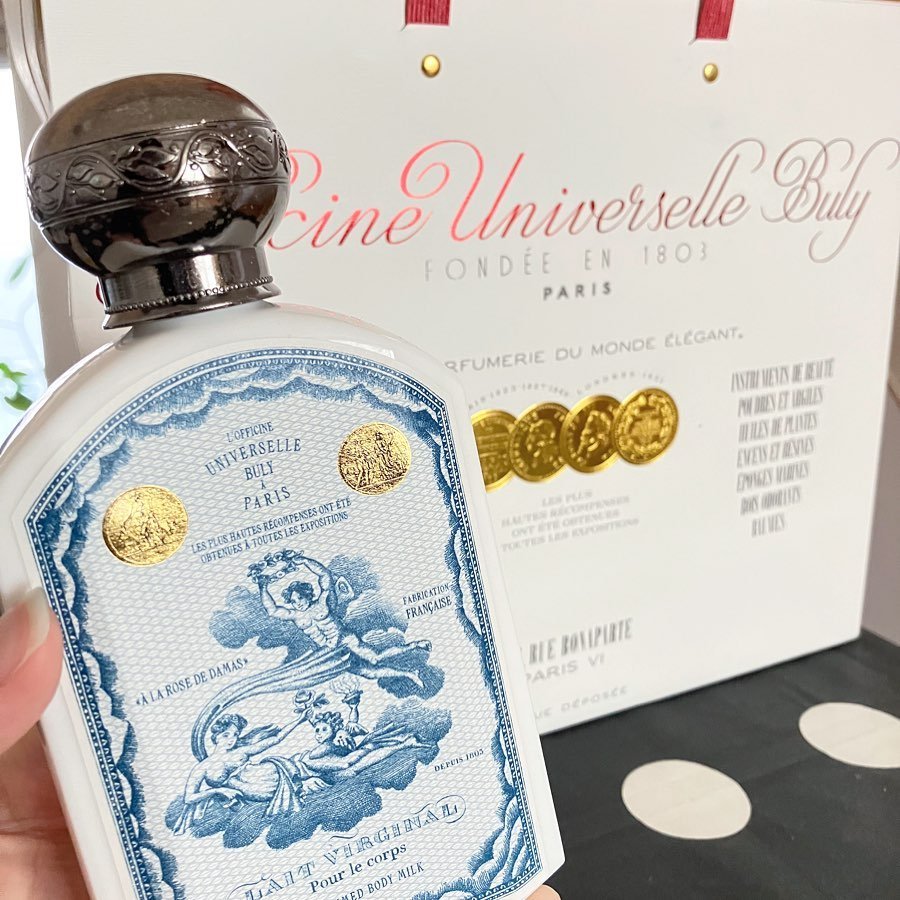 L'OFFICINE
UNIVERSELLE
BULY
À
PARIS
LES PLUS HAUTES RÉCOMPENSES ONT ÉTÉ
OBTENUES À TOUTES LES EXPOSITIONS
FABRICATION
FRANÇAISE
«À LA ROSE DE DAMAS»
DEPUIS 1803
LAIT VIRGINAL
Pour le corps
BODY MILK
Universelle Buly
FONDÉE EN 1803
PARIS
DU MONDE ÉLÉGANT.
LES PLUS
HAUTES RÉCOMPENSES
ONT ÉTÉ OBTENUES
TOUTES LES EXPOSITIONS
INSTRUMENTS DE BEAUTÉ
POUDRES ET ARGILES
HUILES DE PLANTES
ENCENS ET RÉSINES
ÉPONGES MARINES
BOIS ODORANTS
BAUMES
RUE BONAPARTE
PARIS VI
DÉPOSÉE